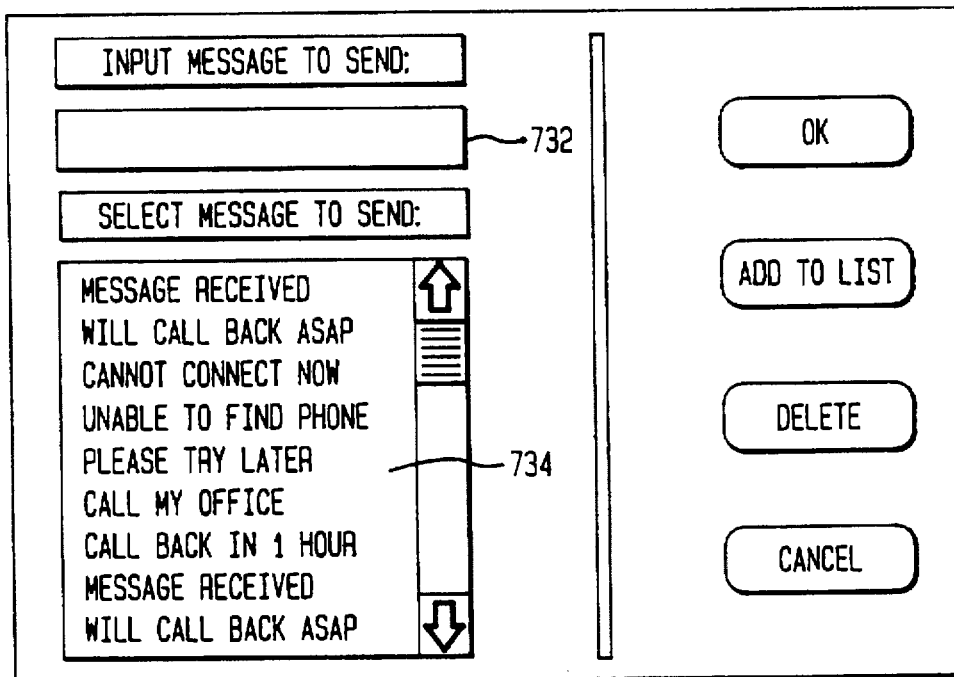 INPUT MESSAGE TO SEND:
732
SELECT MESSAGE TO SEND:
MESSAGE RECEIVED
WILL CALL BACK ASAP
CANNOT CONNECT NOW
UNABLE TO FIND PHONE
PLEASE TRY LATER
734
CALL MY OFFICE
CALL BACK IN 1 HOUR
MESSAGE RECEIVED
WILL CALL BACK ASAP
OK
ADD TO LIST
DELETE
CANCEL